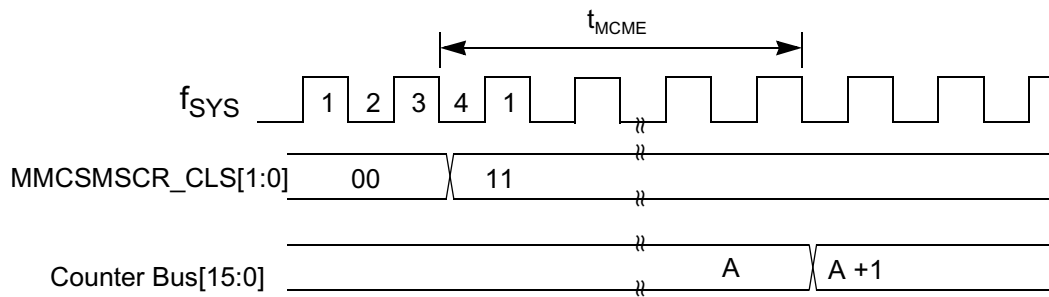 tMCME
fSYS 1 2 3 4 1
MMCSMSCR_CLS[1:0] 00 11
Counter Bus[15:0] A A +1